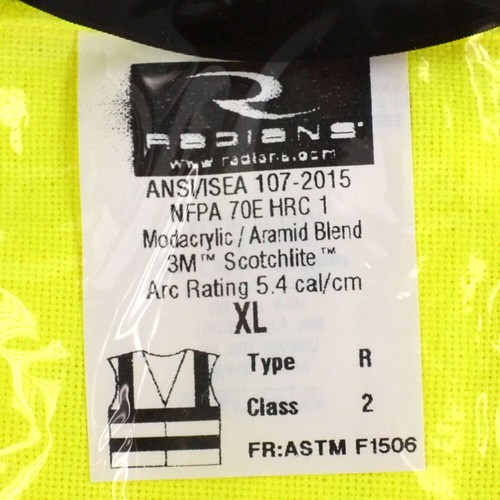 RADIANS®
www.radians.com
ANSI/ISEA 107-2015
NFPA 70E HRC 1
Modacrylic / Aramid Blend
3M™ Scotchlite™
Arc Rating 5.4 cal/cm
XL
Type R
Class 2
FR:ASTM F1506